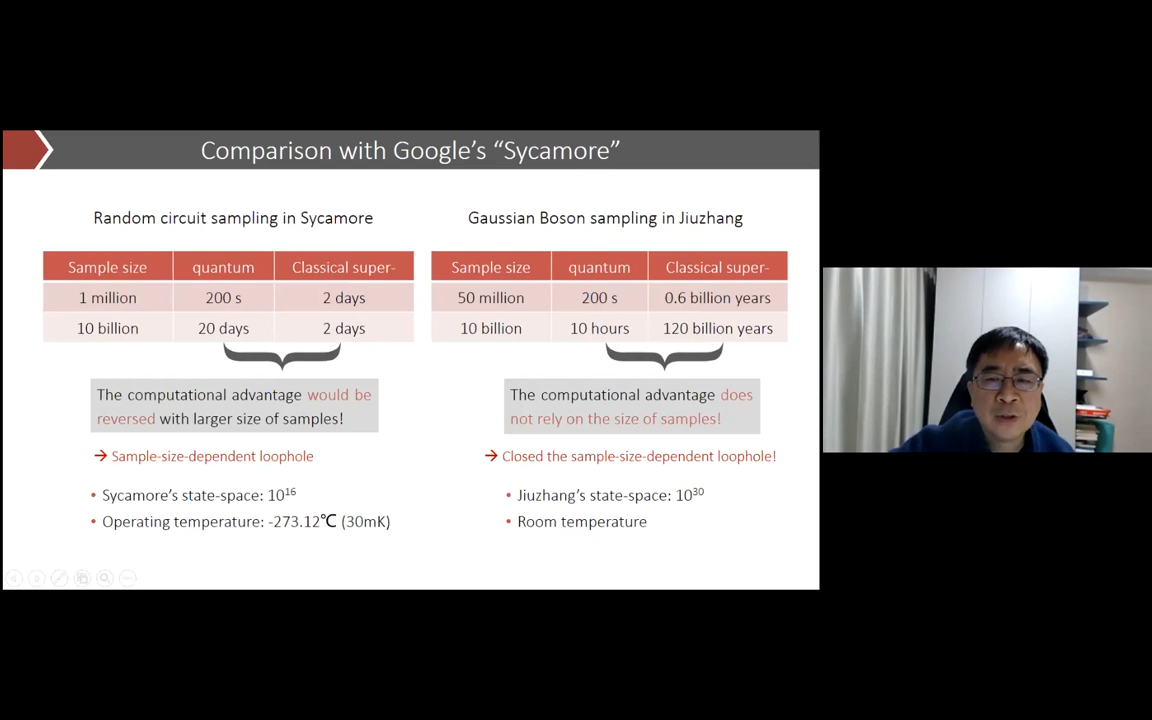 Comparison with Google's “Sycamore”
Random circuit sampling in Sycamore
Sample size quantum Classical super-
1 million 200 s 2 days
10 billion 20 days 2 days
The computational advantage would be
reversed with larger size of samples!
→ Sample-size-dependent loophole
• Sycamore's state-space: 10¹⁶
• Operating temperature: -273.12℃ (30mK)
Gaussian Boson sampling in Jiuzhang
Sample size quantum Classical super-
50 million 200 s 0.6 billion years
10 billion 10 hours 120 billion years
The computational advantage does
not rely on the size of samples!
→ Closed the sample-size-dependent loophole!
• Jiuzhang's state-space: 10³⁰
• Room temperature